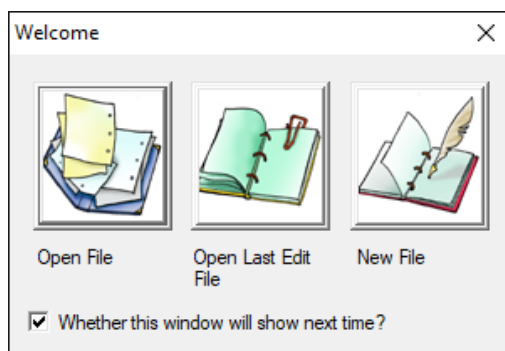 Welcome
Open File
Open Last Edit
File
New File
Whether this window will show next time?